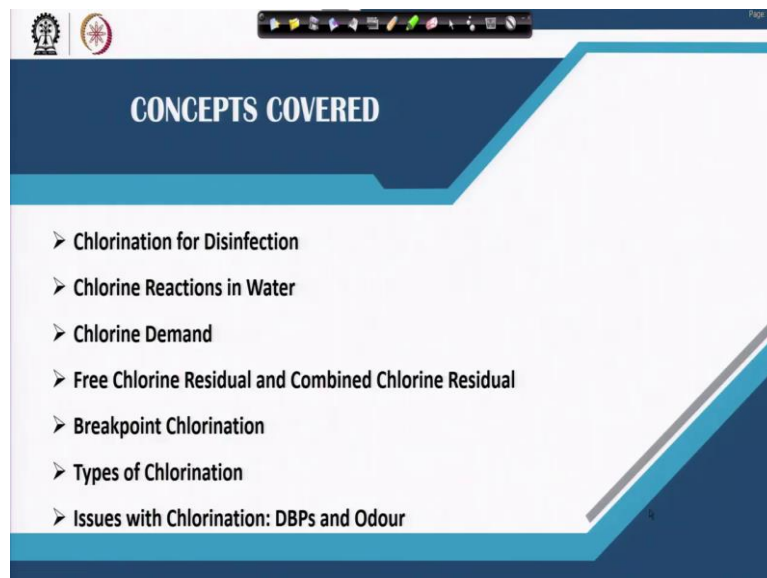 Page
CONCEPTS COVERED
Chlorination for Disinfection
Chlorine Reactions in Water
Chlorine Demand
Free Chlorine Residual and Combined Chlorine Residual
Breakpoint Chlorination
Types of Chlorination
Issues with Chlorination: DBPs and Odour